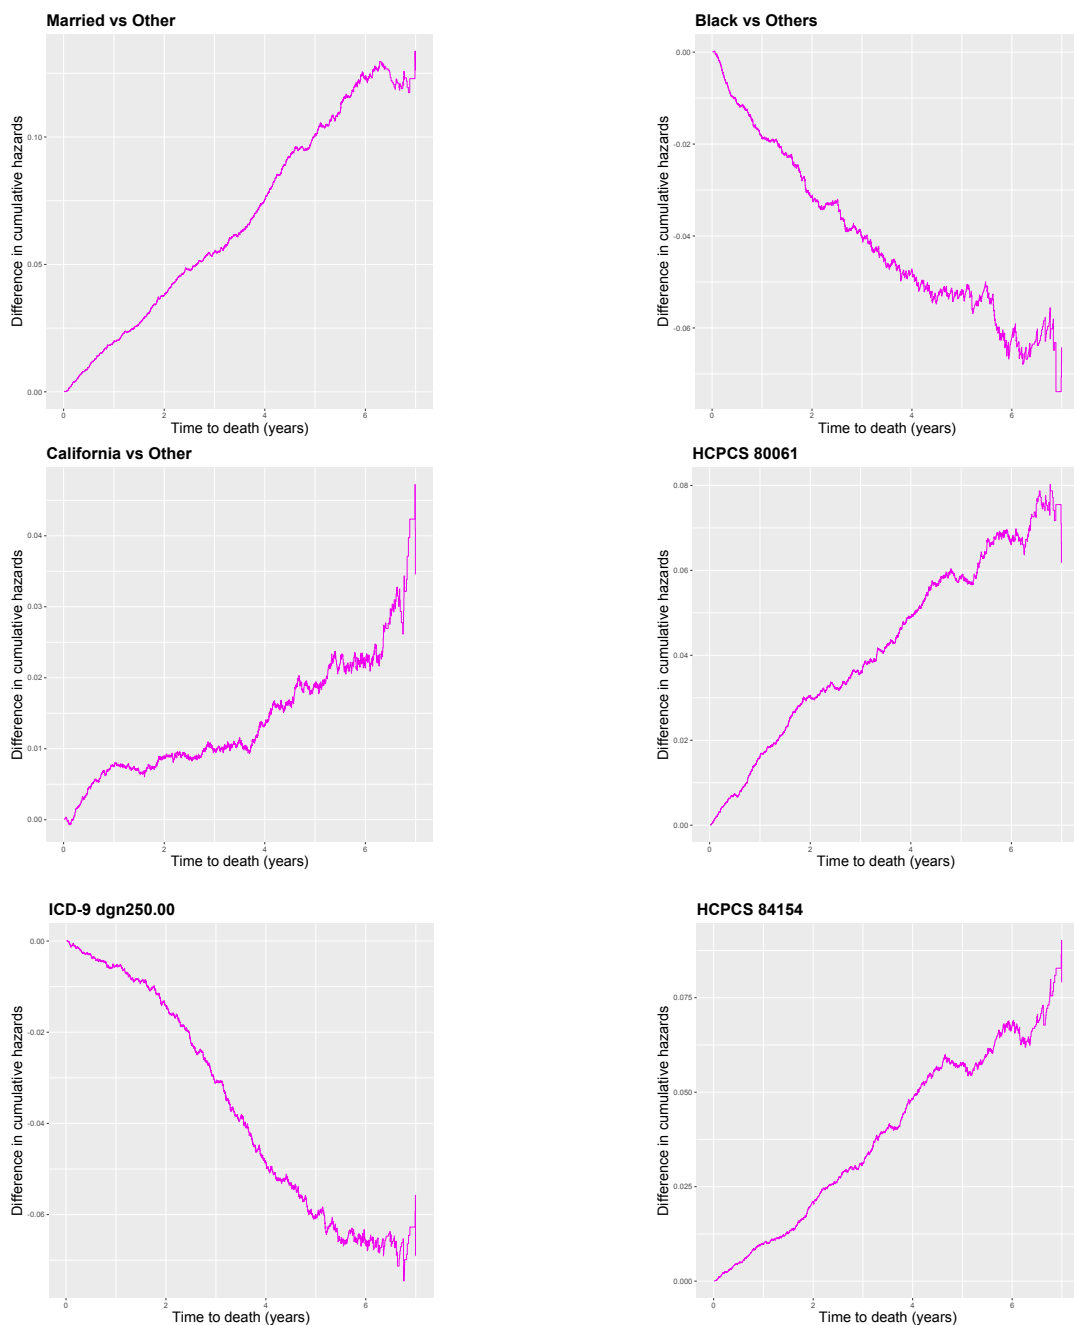 Married vs Other
Difference in cumulative hazards
0.10
0.05
0.00
0 2 4 6
Time to death (years)
Black vs Others
Difference in cumulative hazards
0.00
-0.02
-0.04
-0.06
0 2 4 6
Time to death (years)
California vs Other
Difference in cumulative hazards
0.04
0.03
0.02
0.01
0.00
0 2 4 6
Time to death (years)
HCPCS 80061
Difference in cumulative hazards
0.08
0.06
0.04
0.02
0.00
0 2 4 6
Time to death (years)
ICD-9 dgn250.00
Difference in cumulative hazards
0.00
-0.02
-0.04
-0.06
0 2 4 6
Time to death (years)
HCPCS 84154
Difference in cumulative hazards
0.075
0.050
0.025
0.000
0 2 4 6
Time to death (years)